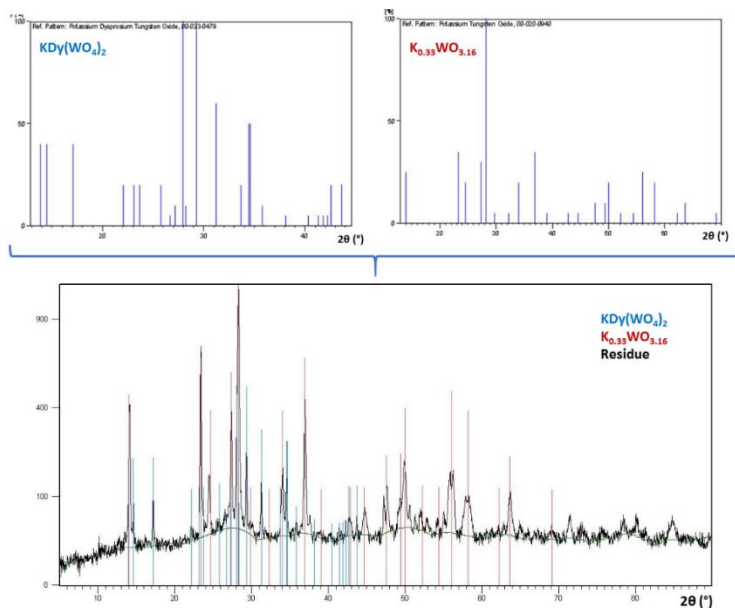 Ref. Pattern: Potassium Dysprosium Tungsten Oxide, 00-023-0479
100
KDy(WO₄)₂
50
0
20
30
40
2θ (°)
[%]
Ref. Pattern: Potassium Tungsten Oxide, 00-020-0940
100
K₀.₃₃WO₃.₁₆
50
0
20
30
40
50
60
2θ (°)
KDy(WO₄)₂
K₀.₃₃WO₃.₁₆
Residue
900
400
100
0
10
20
30
40
50
60
70
80
2θ (°)